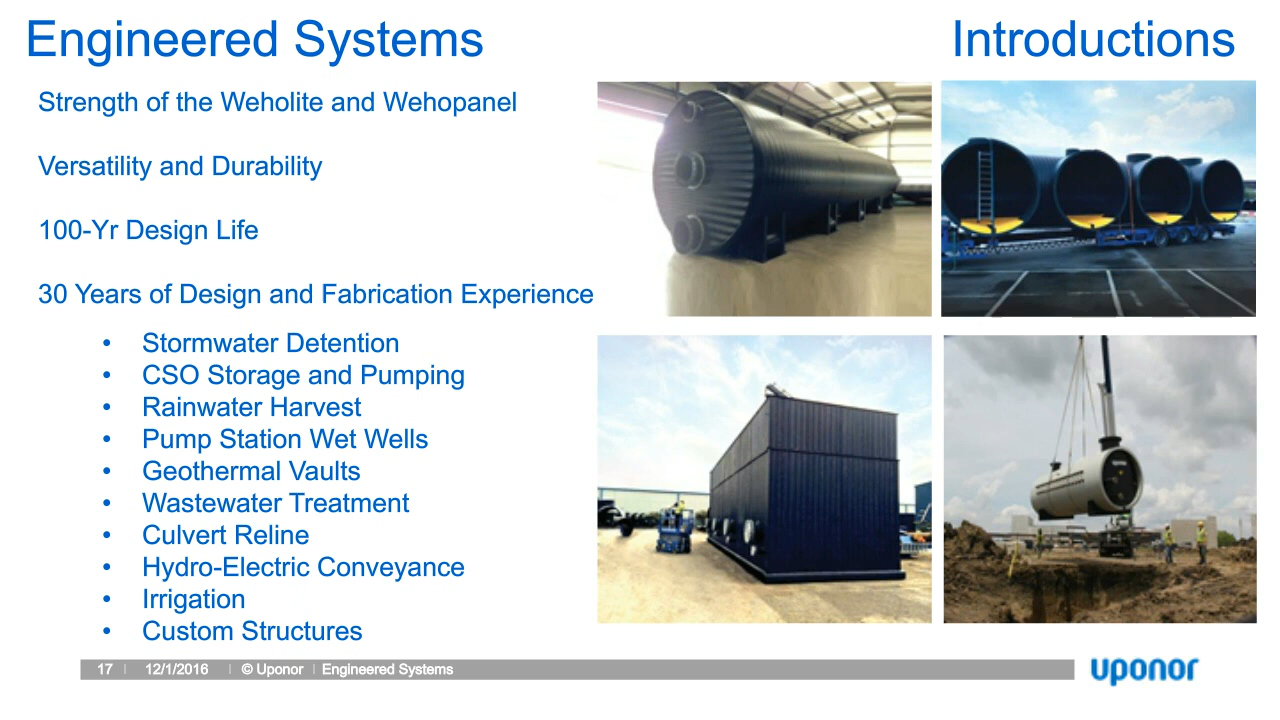 Engineered Systems
Introductions
Strength of the Weholite and Wehopanel
Versatility and Durability
100-Yr Design Life
30 Years of Design and Fabrication Experience
• Stormwater Detention
• CSO Storage and Pumping
• Rainwater Harvest
• Pump Station Wet Wells
• Geothermal Vaults
• Wastewater Treatment
• Culvert Reline
• Hydro-Electric Conveyance
• Irrigation
• Custom Structures
17 | 12/1/2016 | © Uponor | Engineered Systems
uponor